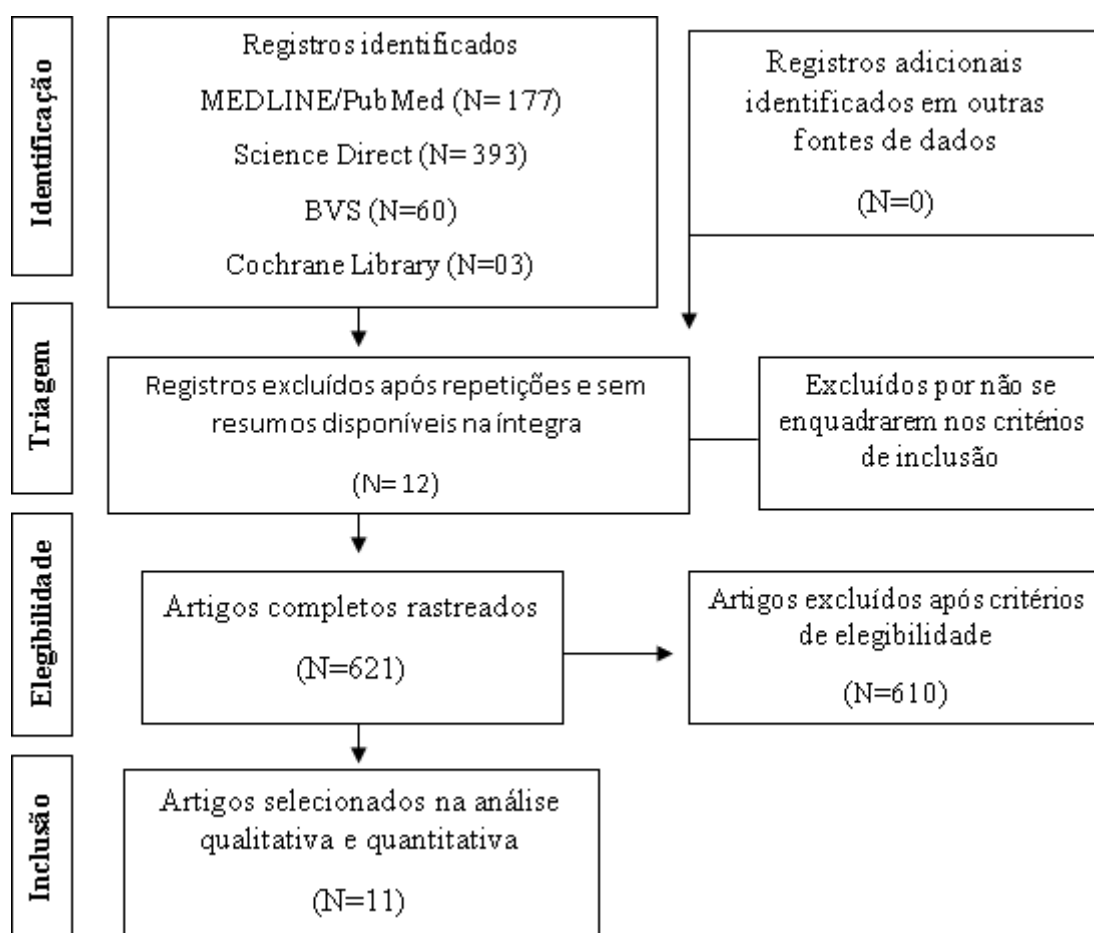 Identificação
Registros identificados
MEDLINE/PubMed (N= 177)
Science Direct (N= 393)
BVS (N=60)
Cochrane Library (N=03)
Registros adicionais
identificados em outras
fontes de dados
(N=0)
Triagem
Registros excluídos após repetições e sem
resumos disponíveis na íntegra
(N= 12)
Excluídos por não se
enquadrarem nos critérios
de inclusão
Elegibilidade
Artigos completos rastreados
(N=621)
Artigos excluídos após critérios
de elegibilidade
(N=610)
Inclusão
Artigos selecionados na análise
qualitativa e quantitativa
(N=11)